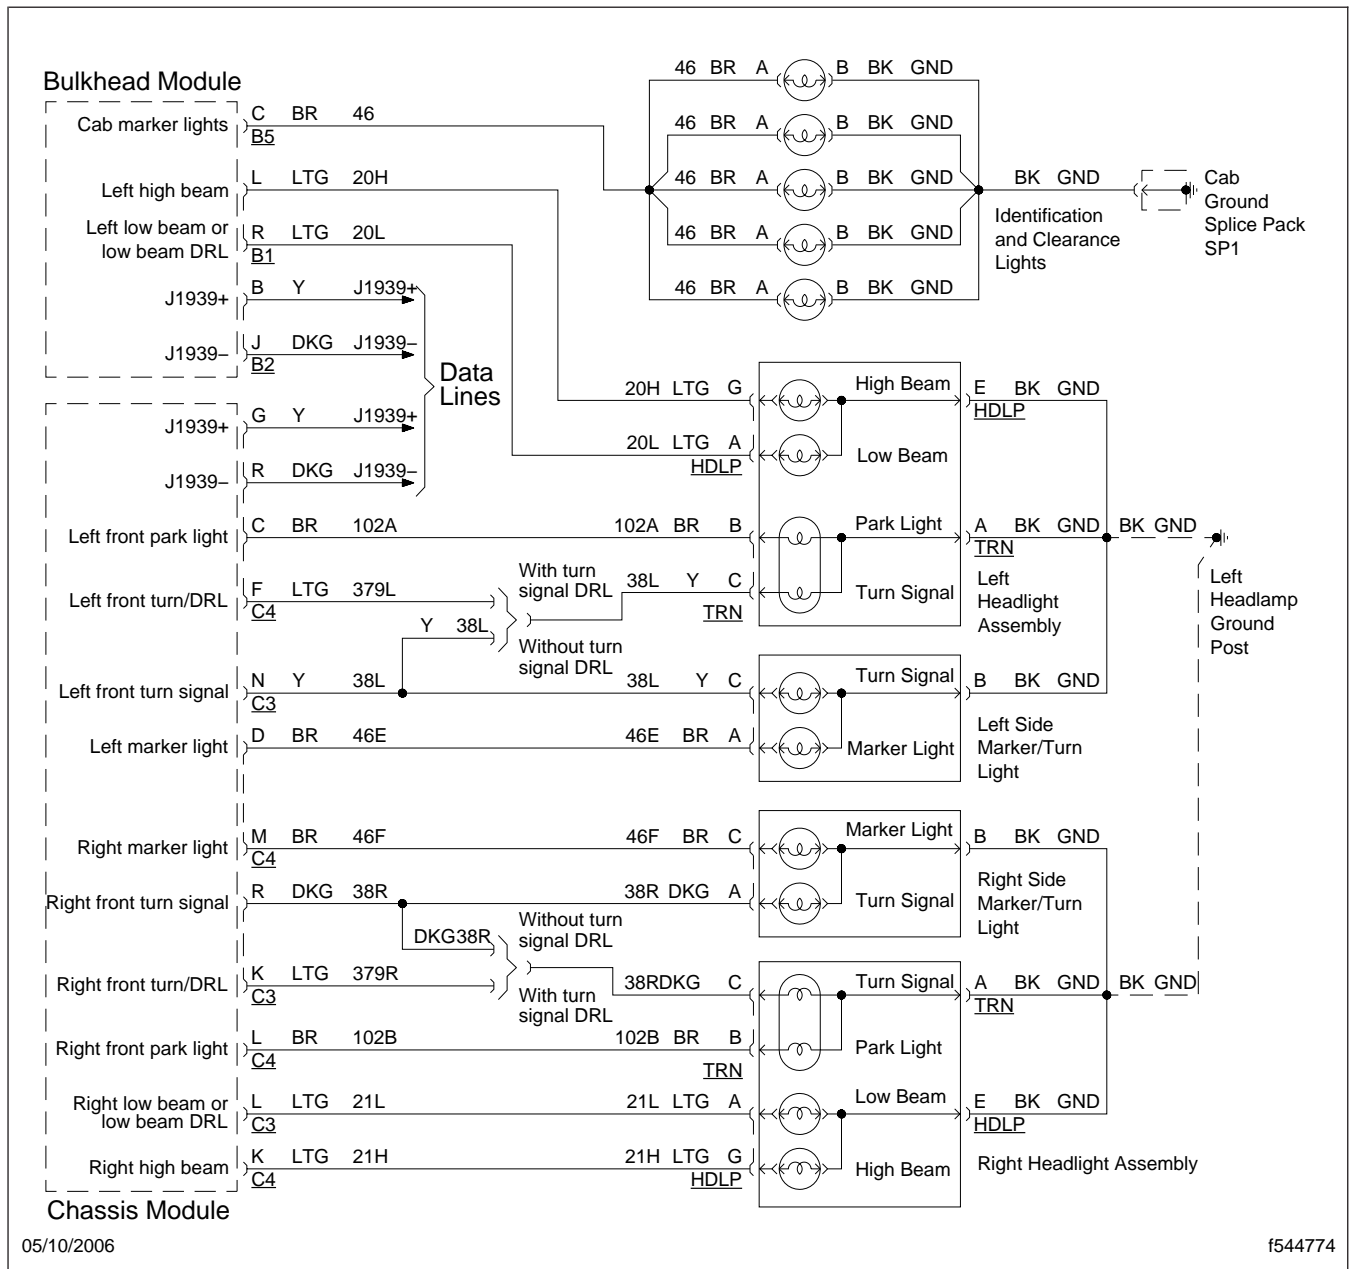 Bulkhead Module
46 BR A B BK GND
Cab marker lights C BR 46
B5
46 BR A B BK GND
Left high beam L LTG 20H
46 BR A B BK GND BK GND
Cab
Ground
Splice Pack
SP1
Identification
and Clearance
Lights
Left low beam or
low beam DRL
R LTG 20L
B1
46 BR A B BK GND
J1939+ B Y J1939+
46 BR A B BK GND
J1939– J DKG J1939–
B2
Data
Lines
J1939+ G Y J1939+
J1939– R DKG J1939–
20H LTG G High Beam E BK GND
HDLP
20L LTG A Low Beam
HDLP
Left front park light C BR 102A 102A BR B Park Light A BK GND BK GND
TRN
Left front turn/DRL F LTG 379L
C4
With turn
signal DRL
38L Y C Turn Signal
TRN
Left
Headlight
Assembly
Left
Headlamp
Ground
Post
Y 38L
Without turn
signal DRL
Left front turn signal N Y 38L 38L Y C Turn Signal B BK GND
C3
Left marker light D BR 46E 46E BR A Marker Light
Left Side
Marker/Turn
Light
Right marker light M BR 46F 46F BR C Marker Light B BK GND
C4
Right front turn signal R DKG 38R 38R DKG A Turn Signal
Right Side
Marker/Turn
Light
DKG38R
Without turn
signal DRL
Right front turn/DRL K LTG 379R
C3
With turn
signal DRL
38RDKG C Turn Signal A BK GND BK GND
TRN
Right front park light L BR 102B 102B BR B Park Light
C4
TRN
Right low beam or
low beam DRL
L LTG 21L 21L LTG A Low Beam E BK GND
C3
HDLP
Right high beam K LTG 21H 21H LTG G High Beam
C4
HDLP
Right Headlight Assembly
Chassis Module
05/10/2006
f544774